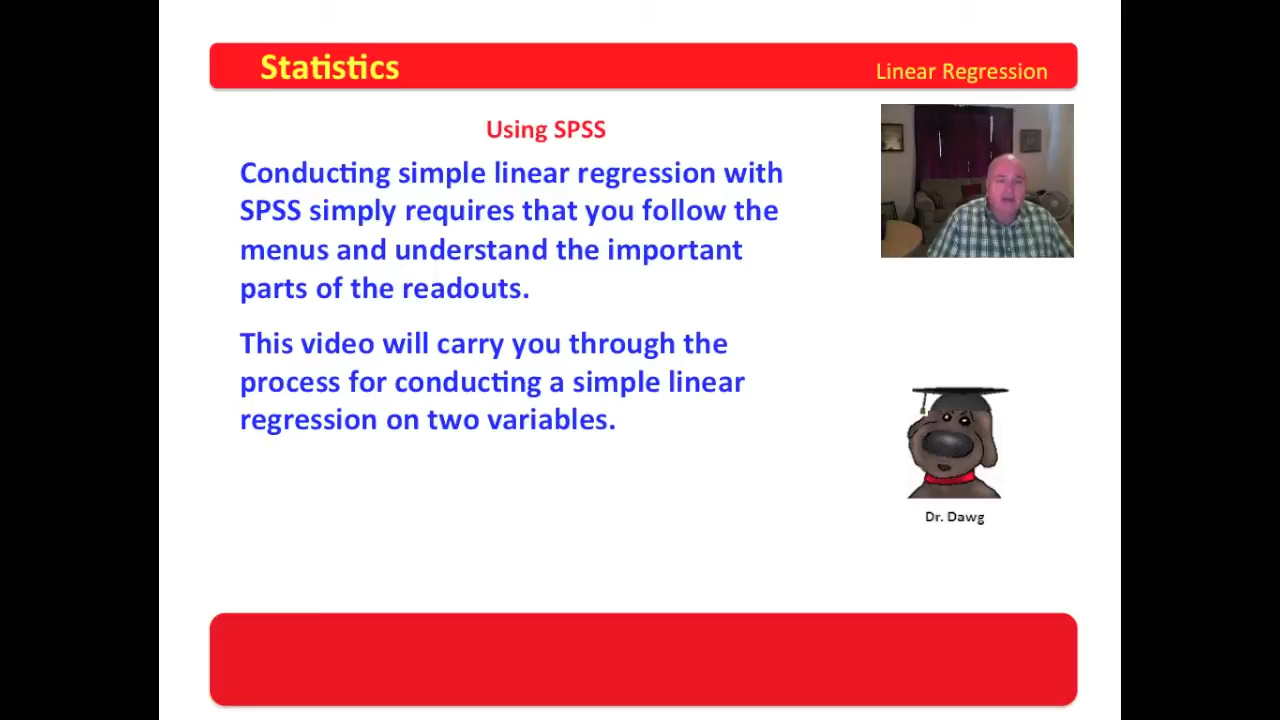 Statistics
Linear Regression
Using SPSS
Conducting simple linear regression with
SPSS simply requires that you follow the
menus and understand the important
parts of the readouts.
This video will carry you through the
process for conducting a simple linear
regression on two variables.
Dr. Dawg